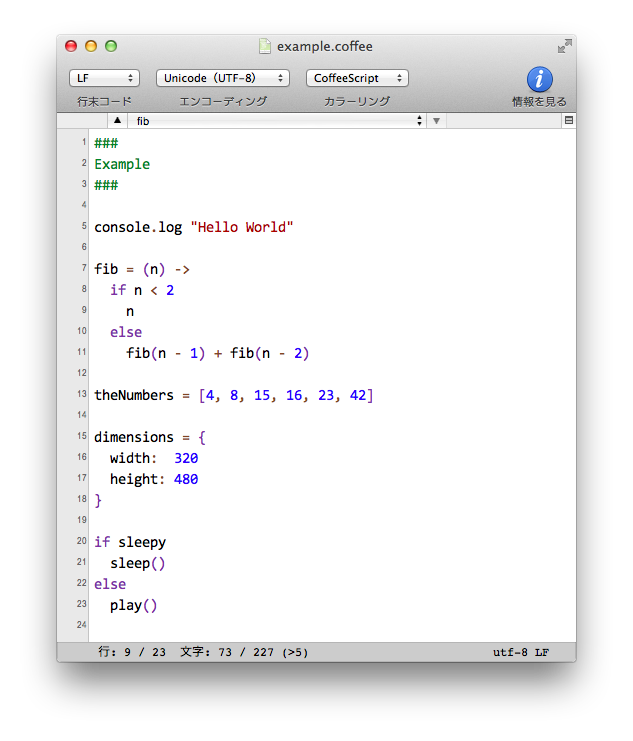 example.coffee
LF Unicode (UTF-8) CoffeeScript
行末コード エンコーディング カラーリング 情報を見る
fib
1 ###
2 Example
3 ###
4
5 console.log "Hello World"
6
7 fib = (n) ->
8   if n < 2
9     n
10   else
11     fib(n - 1) + fib(n - 2)
12
13 theNumbers = [4, 8, 15, 16, 23, 42]
14
15 dimensions = {
16   width:  320
17   height: 480
18 }
19
20 if sleepy
21   sleep()
22 else
23   play()
24
行: 9 / 23 文字: 73 / 227 (>5) utf-8 LF